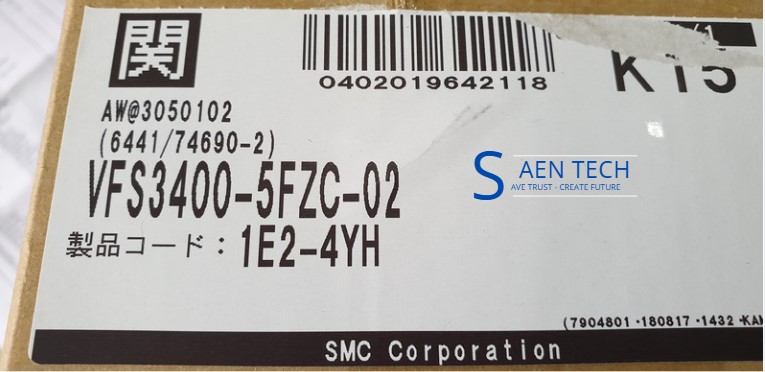 関
0402019642118
K15
AW@3050102
(6441/74690-2)
VFS3400-5FZC-02
製品コード：1E2-4YH
SAEN TECH
AVE TRUST - CREATE FUTURE
(7904801 ·180817 ·1432 ·KAM
SMC Corporation